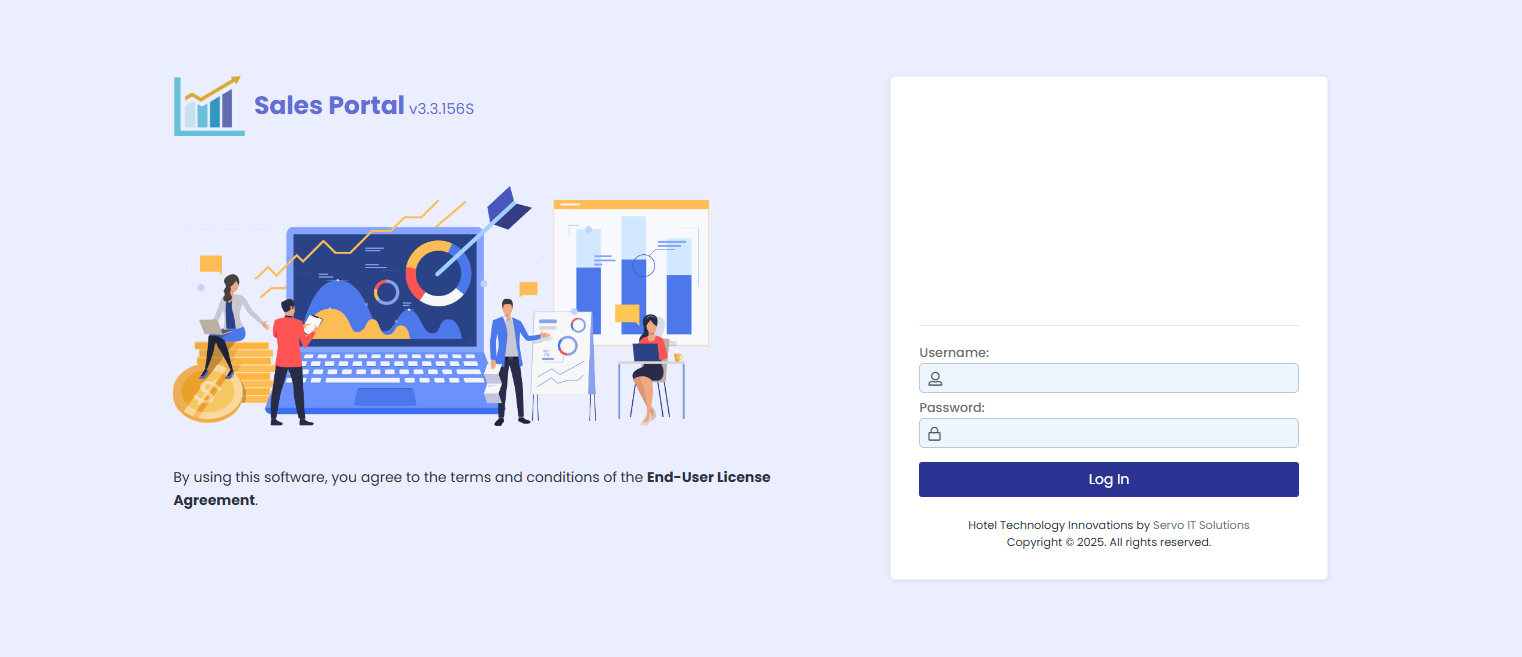 Sales Portal v3.3.156S
By using this software, you agree to the terms and conditions of the End-User License
Agreement.
Username:
Password:
Log In
Hotel Technology Innovations by Servo IT Solutions
Copyright © 2025. All rights reserved.